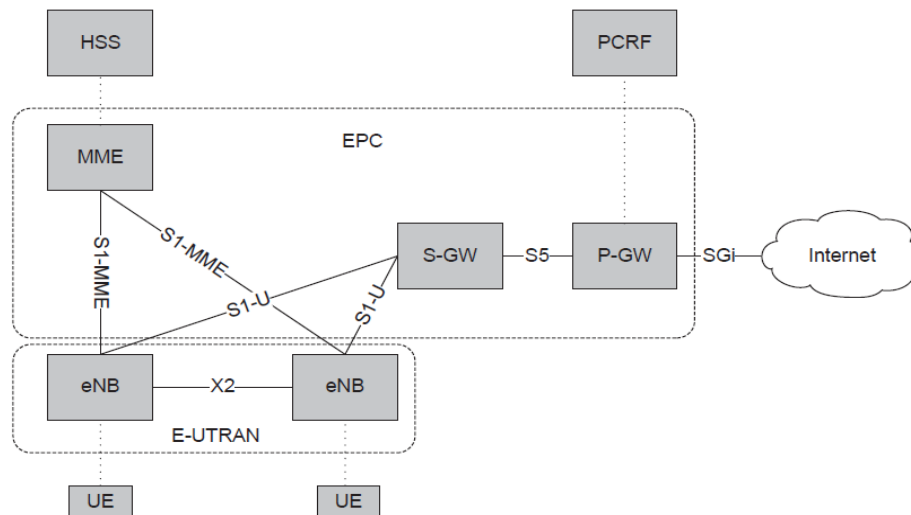 HSS
PCRF
EPC
MME
S1-MME
S1-MME
S-GW
S5
P-GW
SGi
Internet
S1-U
S1-U
eNB
X2
eNB
E-UTRAN
UE
UE